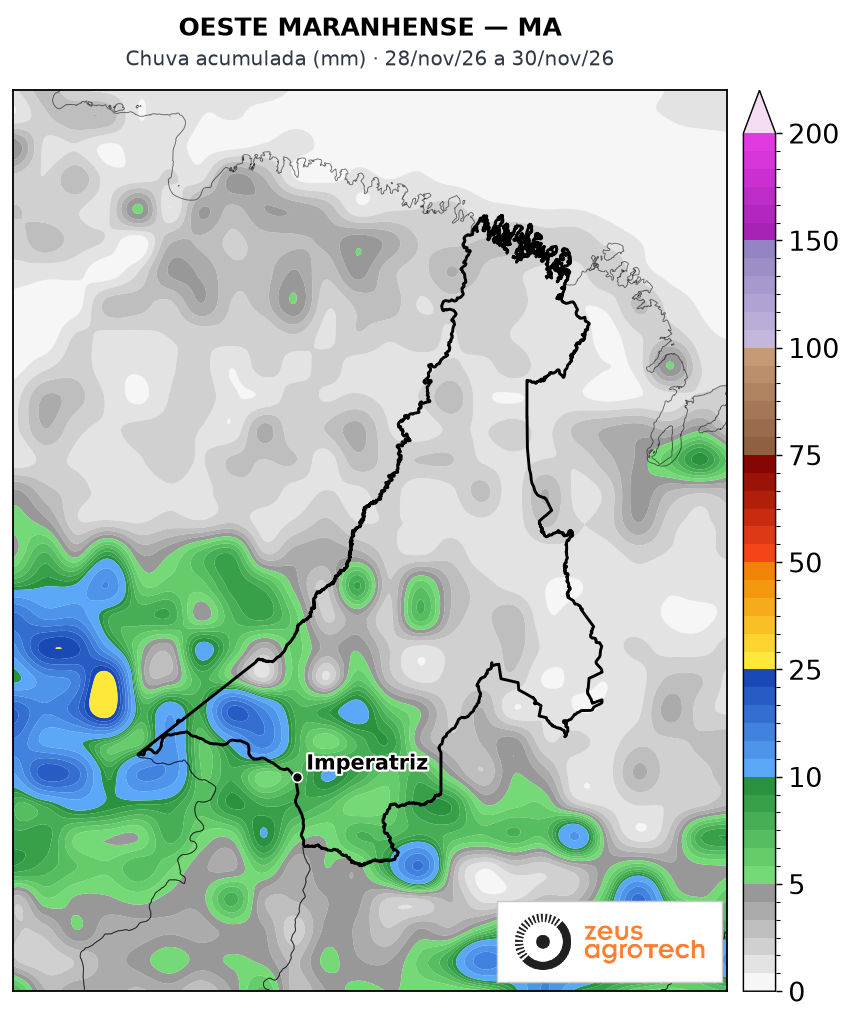 OESTE MARANHENSE — MA
Chuva acumulada (mm) · 28/nov/26 a 30/nov/26
200
150
100
75
50
25
10
5
0
Imperatriz
zeus
agrotech